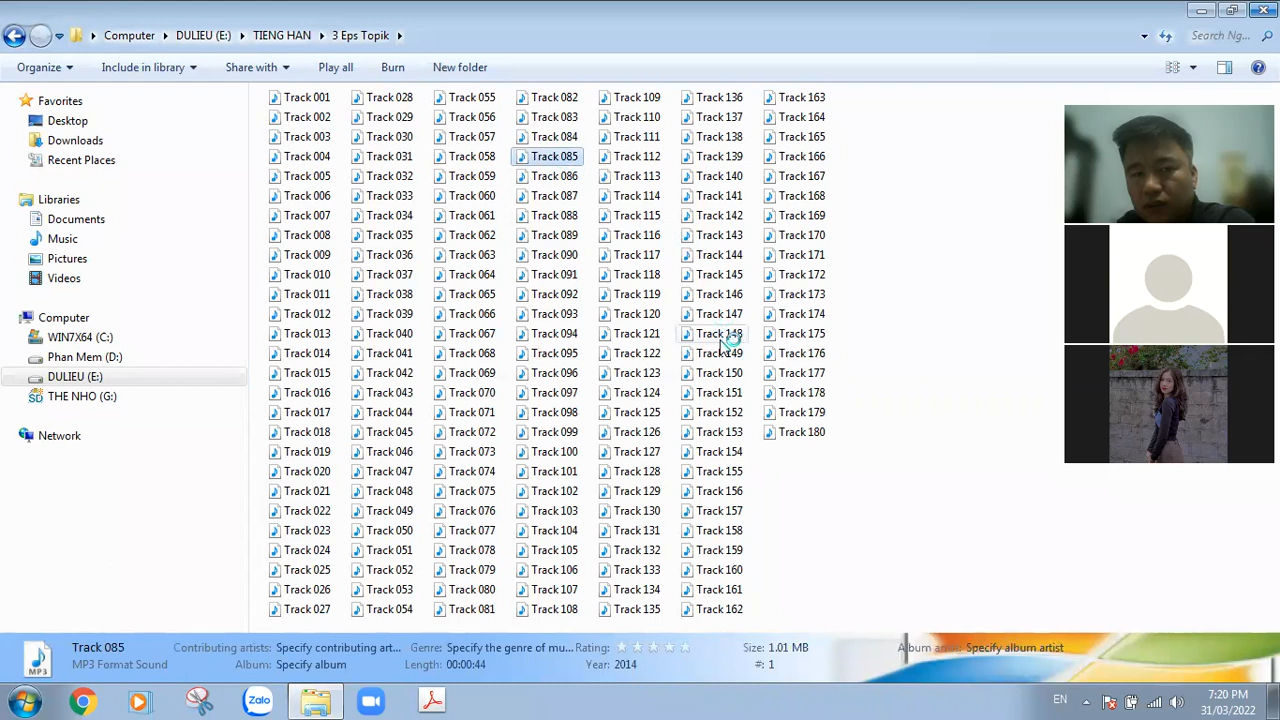 Computer DULIEU (E:) TIENG HAN 3 Eps Topik Search Ng...
Organize Include in library Share with Play all Burn New folder
Favorites
Desktop
Downloads
Recent Places
Libraries
Documents
Music
Pictures
Videos
Computer
WIN7X64 (C:)
Phan Mem (D:)
DULIEU (E:)
THE NHO (G:)
Network
Track 001 Track 028 Track 055 Track 082 Track 109 Track 136 Track 163
Track 002 Track 029 Track 056 Track 083 Track 110 Track 137 Track 164
Track 003 Track 030 Track 057 Track 084 Track 111 Track 138 Track 165
Track 004 Track 031 Track 058 Track 085 Track 112 Track 139 Track 166
Track 005 Track 032 Track 059 Track 086 Track 113 Track 140 Track 167
Track 006 Track 033 Track 060 Track 087 Track 114 Track 141 Track 168
Track 007 Track 034 Track 061 Track 088 Track 115 Track 142 Track 169
Track 008 Track 035 Track 062 Track 089 Track 116 Track 143 Track 170
Track 009 Track 036 Track 063 Track 090 Track 117 Track 144 Track 171
Track 010 Track 037 Track 064 Track 091 Track 118 Track 145 Track 172
Track 011 Track 038 Track 065 Track 092 Track 119 Track 146 Track 173
Track 012 Track 039 Track 066 Track 093 Track 120 Track 147 Track 174
Track 013 Track 040 Track 067 Track 094 Track 121 Track 148 Track 175
Track 014 Track 041 Track 068 Track 095 Track 122 Track 149 Track 176
Track 015 Track 042 Track 069 Track 096 Track 123 Track 150 Track 177
Track 016 Track 043 Track 070 Track 097 Track 124 Track 151 Track 178
Track 017 Track 044 Track 071 Track 098 Track 125 Track 152 Track 179
Track 018 Track 045 Track 072 Track 099 Track 126 Track 153 Track 180
Track 019 Track 046 Track 073 Track 100 Track 127 Track 154
Track 020 Track 047 Track 074 Track 101 Track 128 Track 155
Track 021 Track 048 Track 075 Track 102 Track 129 Track 156
Track 022 Track 049 Track 076 Track 103 Track 130 Track 157
Track 023 Track 050 Track 077 Track 104 Track 131 Track 158
Track 024 Track 051 Track 078 Track 105 Track 132 Track 159
Track 025 Track 052 Track 079 Track 106 Track 133 Track 160
Track 026 Track 053 Track 080 Track 107 Track 134 Track 161
Track 027 Track 054 Track 081 Track 108 Track 135 Track 162
Track 085 Contributing artists: Specify contributing art... Genre: Specify the genre of mu... Rating: Size: 1.01 MB Album artist: Specify album artist
MP3 Format Sound Album: Specify album Length: 00:00:44 Year: 2014 #: 1
MP3
Zalo
EN 7:20 PM
31/03/2022